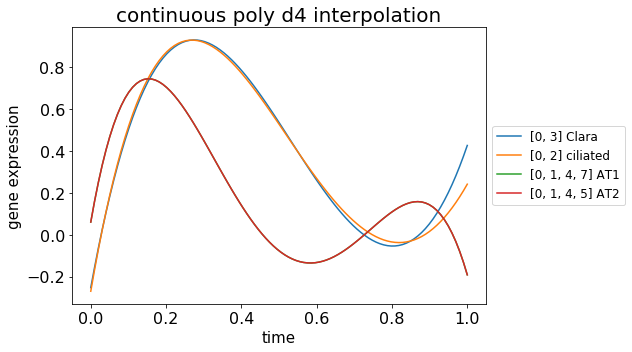 continuous poly d4 interpolation
gene expression
0.8
0.6
0.4
0.2
0.0
−0.2
0.0 0.2 0.4 0.6 0.8 1.0
time
[0, 3] Clara
[0, 2] ciliated
[0, 1, 4, 7] AT1
[0, 1, 4, 5] AT2